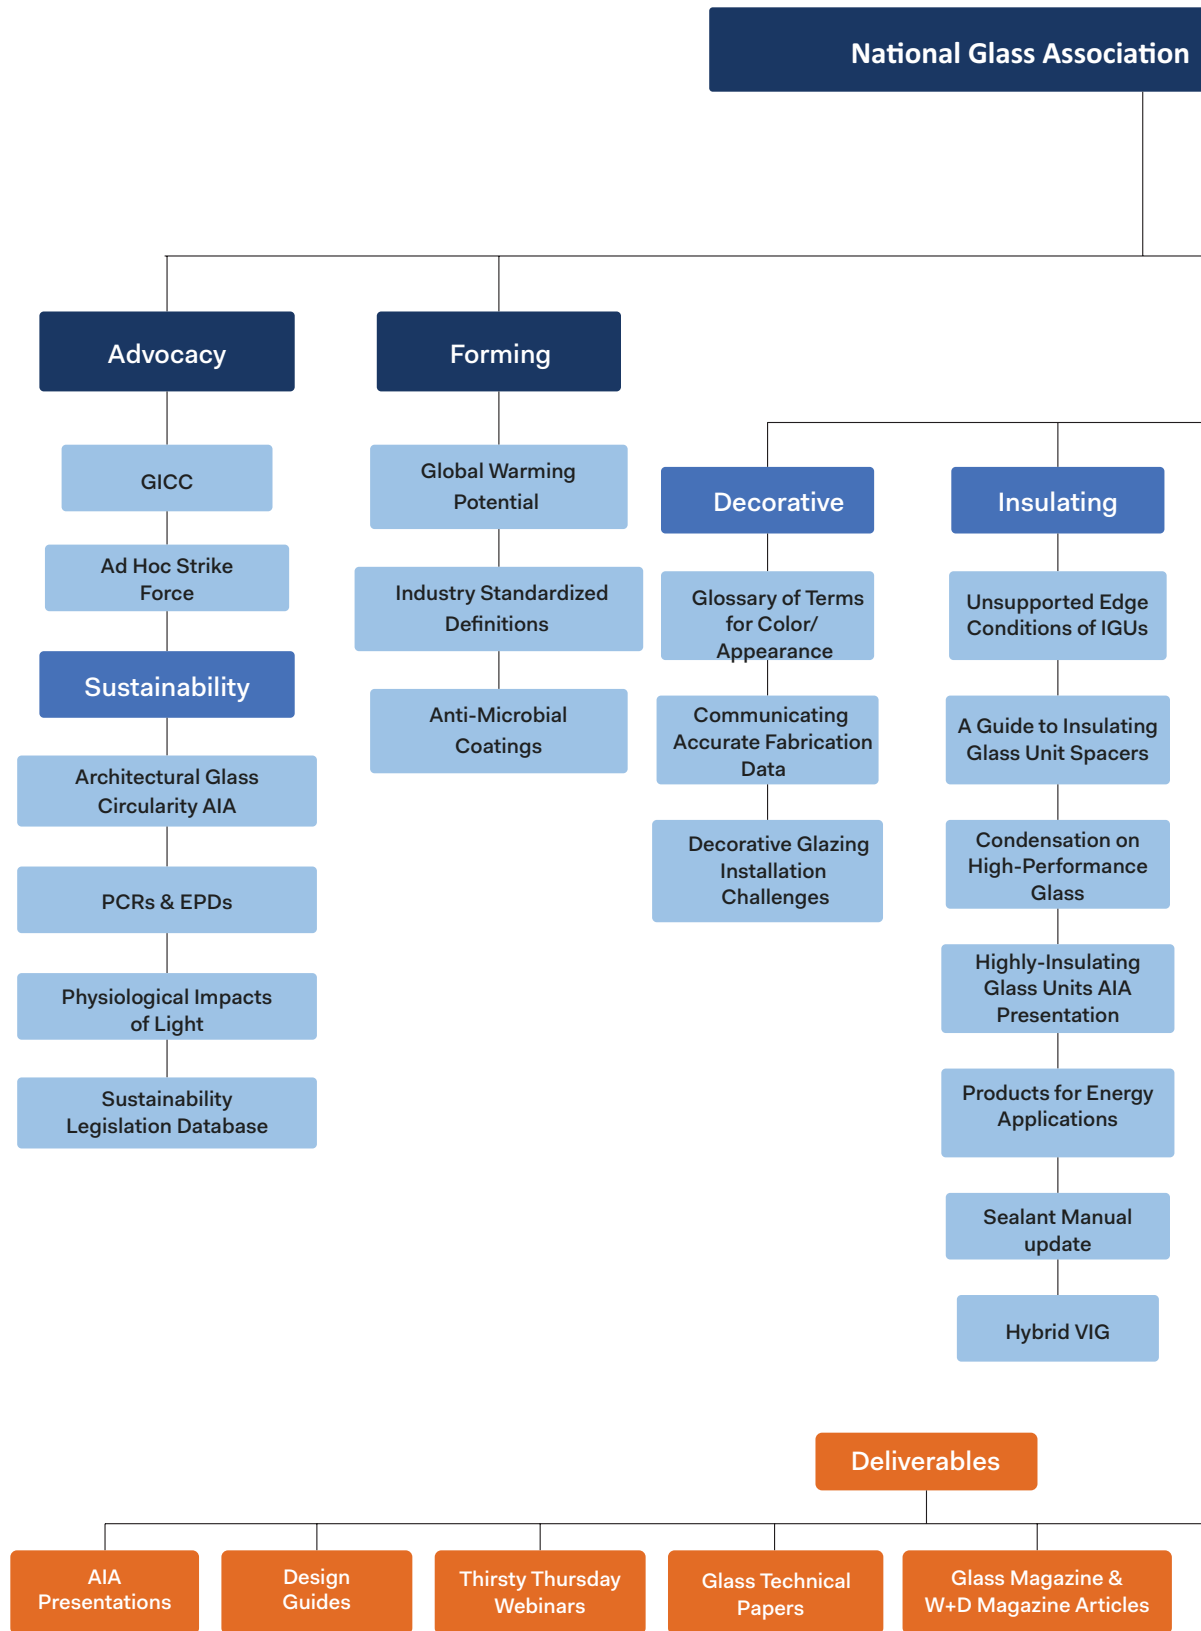 National Glass Association
Advocacy
GICC
Ad Hoc Strike
Force
Sustainability
Architectural Glass
Circularity AIA
PCRs & EPDs
Physiological Impacts
of Light
Sustainability
Legislation Database
Forming
Global Warming
Potential
Industry Standardized
Definitions
Anti-Microbial
Coatings
Decorative
Glossary of Terms
for Color/
Appearance
Communicating
Accurate Fabrication
Data
Decorative Glazing
Installation
Challenges
Insulating
Unsupported Edge
Conditions of IGUs
A Guide to Insulating
Glass Unit Spacers
Condensation on
High-Performance
Glass
Highly-Insulating
Glass Units AIA
Presentation
Products for Energy
Applications
Sealant Manual
update
Hybrid VIG
Deliverables
AIA
Presentations
Design
Guides
Thirsty Thursday
Webinars
Glass Technical
Papers
Glass Magazine &
W+D Magazine Articles